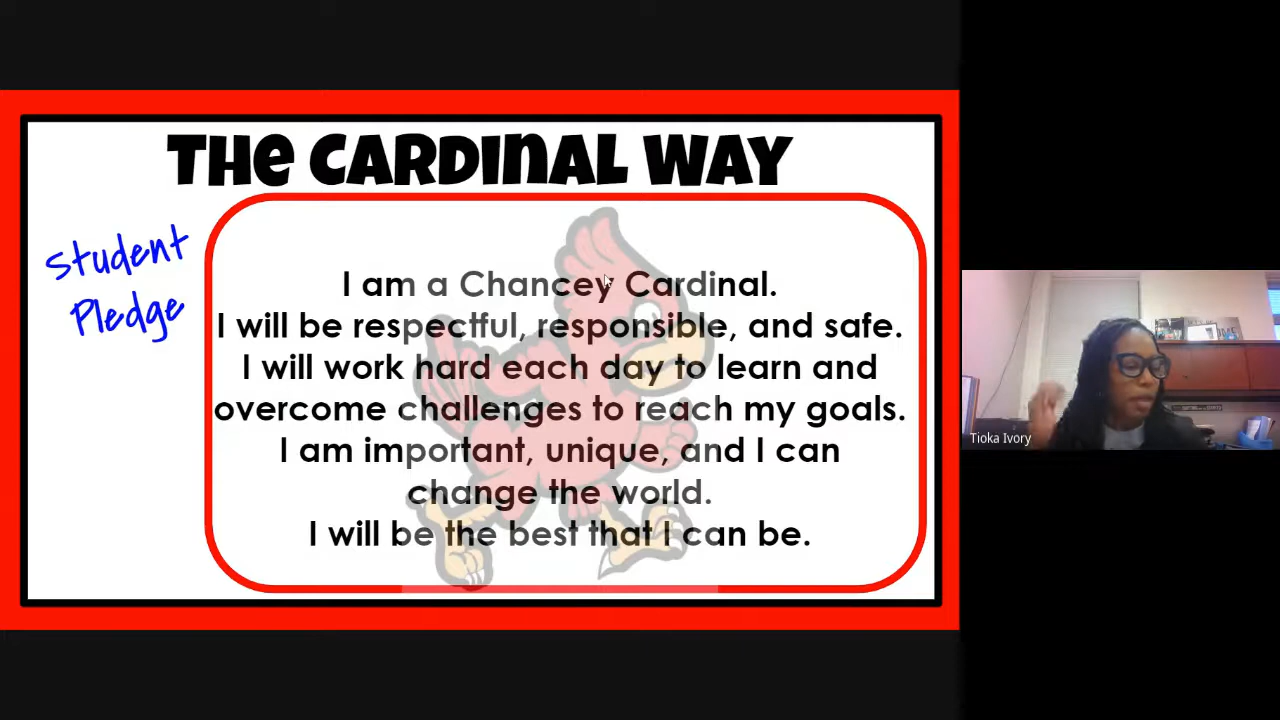 THe CARDInAL WAY
Student
Pledge
I am a Chancey Cardinal.
I will be respectful, responsible, and safe.
I will work hard each day to learn and
overcome challenges to reach my goals.
I am important, unique, and I can
change the world.
I will be the best that I can be.
Tioka Ivory